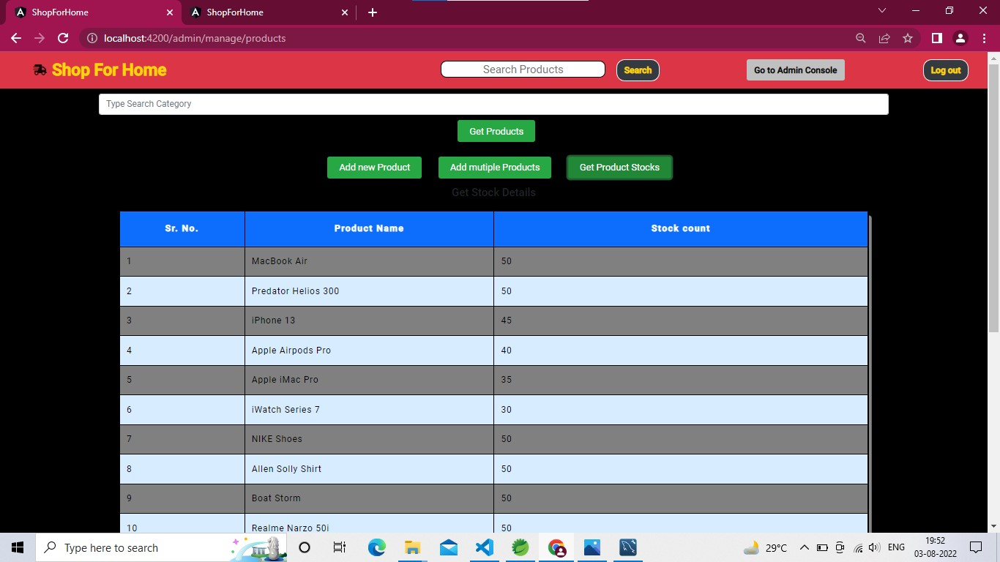 ShopForHome
ShopForHome
localhost:4200/admin/manage/products
Shop For Home
Search Products
Search
Go to Admin Console
Log out
Type Search Category
Get Products
Add new Product
Add mutiple Products
Get Product Stocks
Get Stock Details
Sr. No. Product Name Stock count
1 MacBook Air 50
2 Predator Helios 300 50
3 iPhone 13 45
4 Apple Airpods Pro 40
5 Apple iMac Pro 35
6 iWatch Series 7 30
7 NIKE Shoes 50
8 Allen Solly Shirt 50
9 Boat Storm 50
10 Realme Narzo 50i 50
Type here to search
29°C
ENG
19:52
03-08-2022